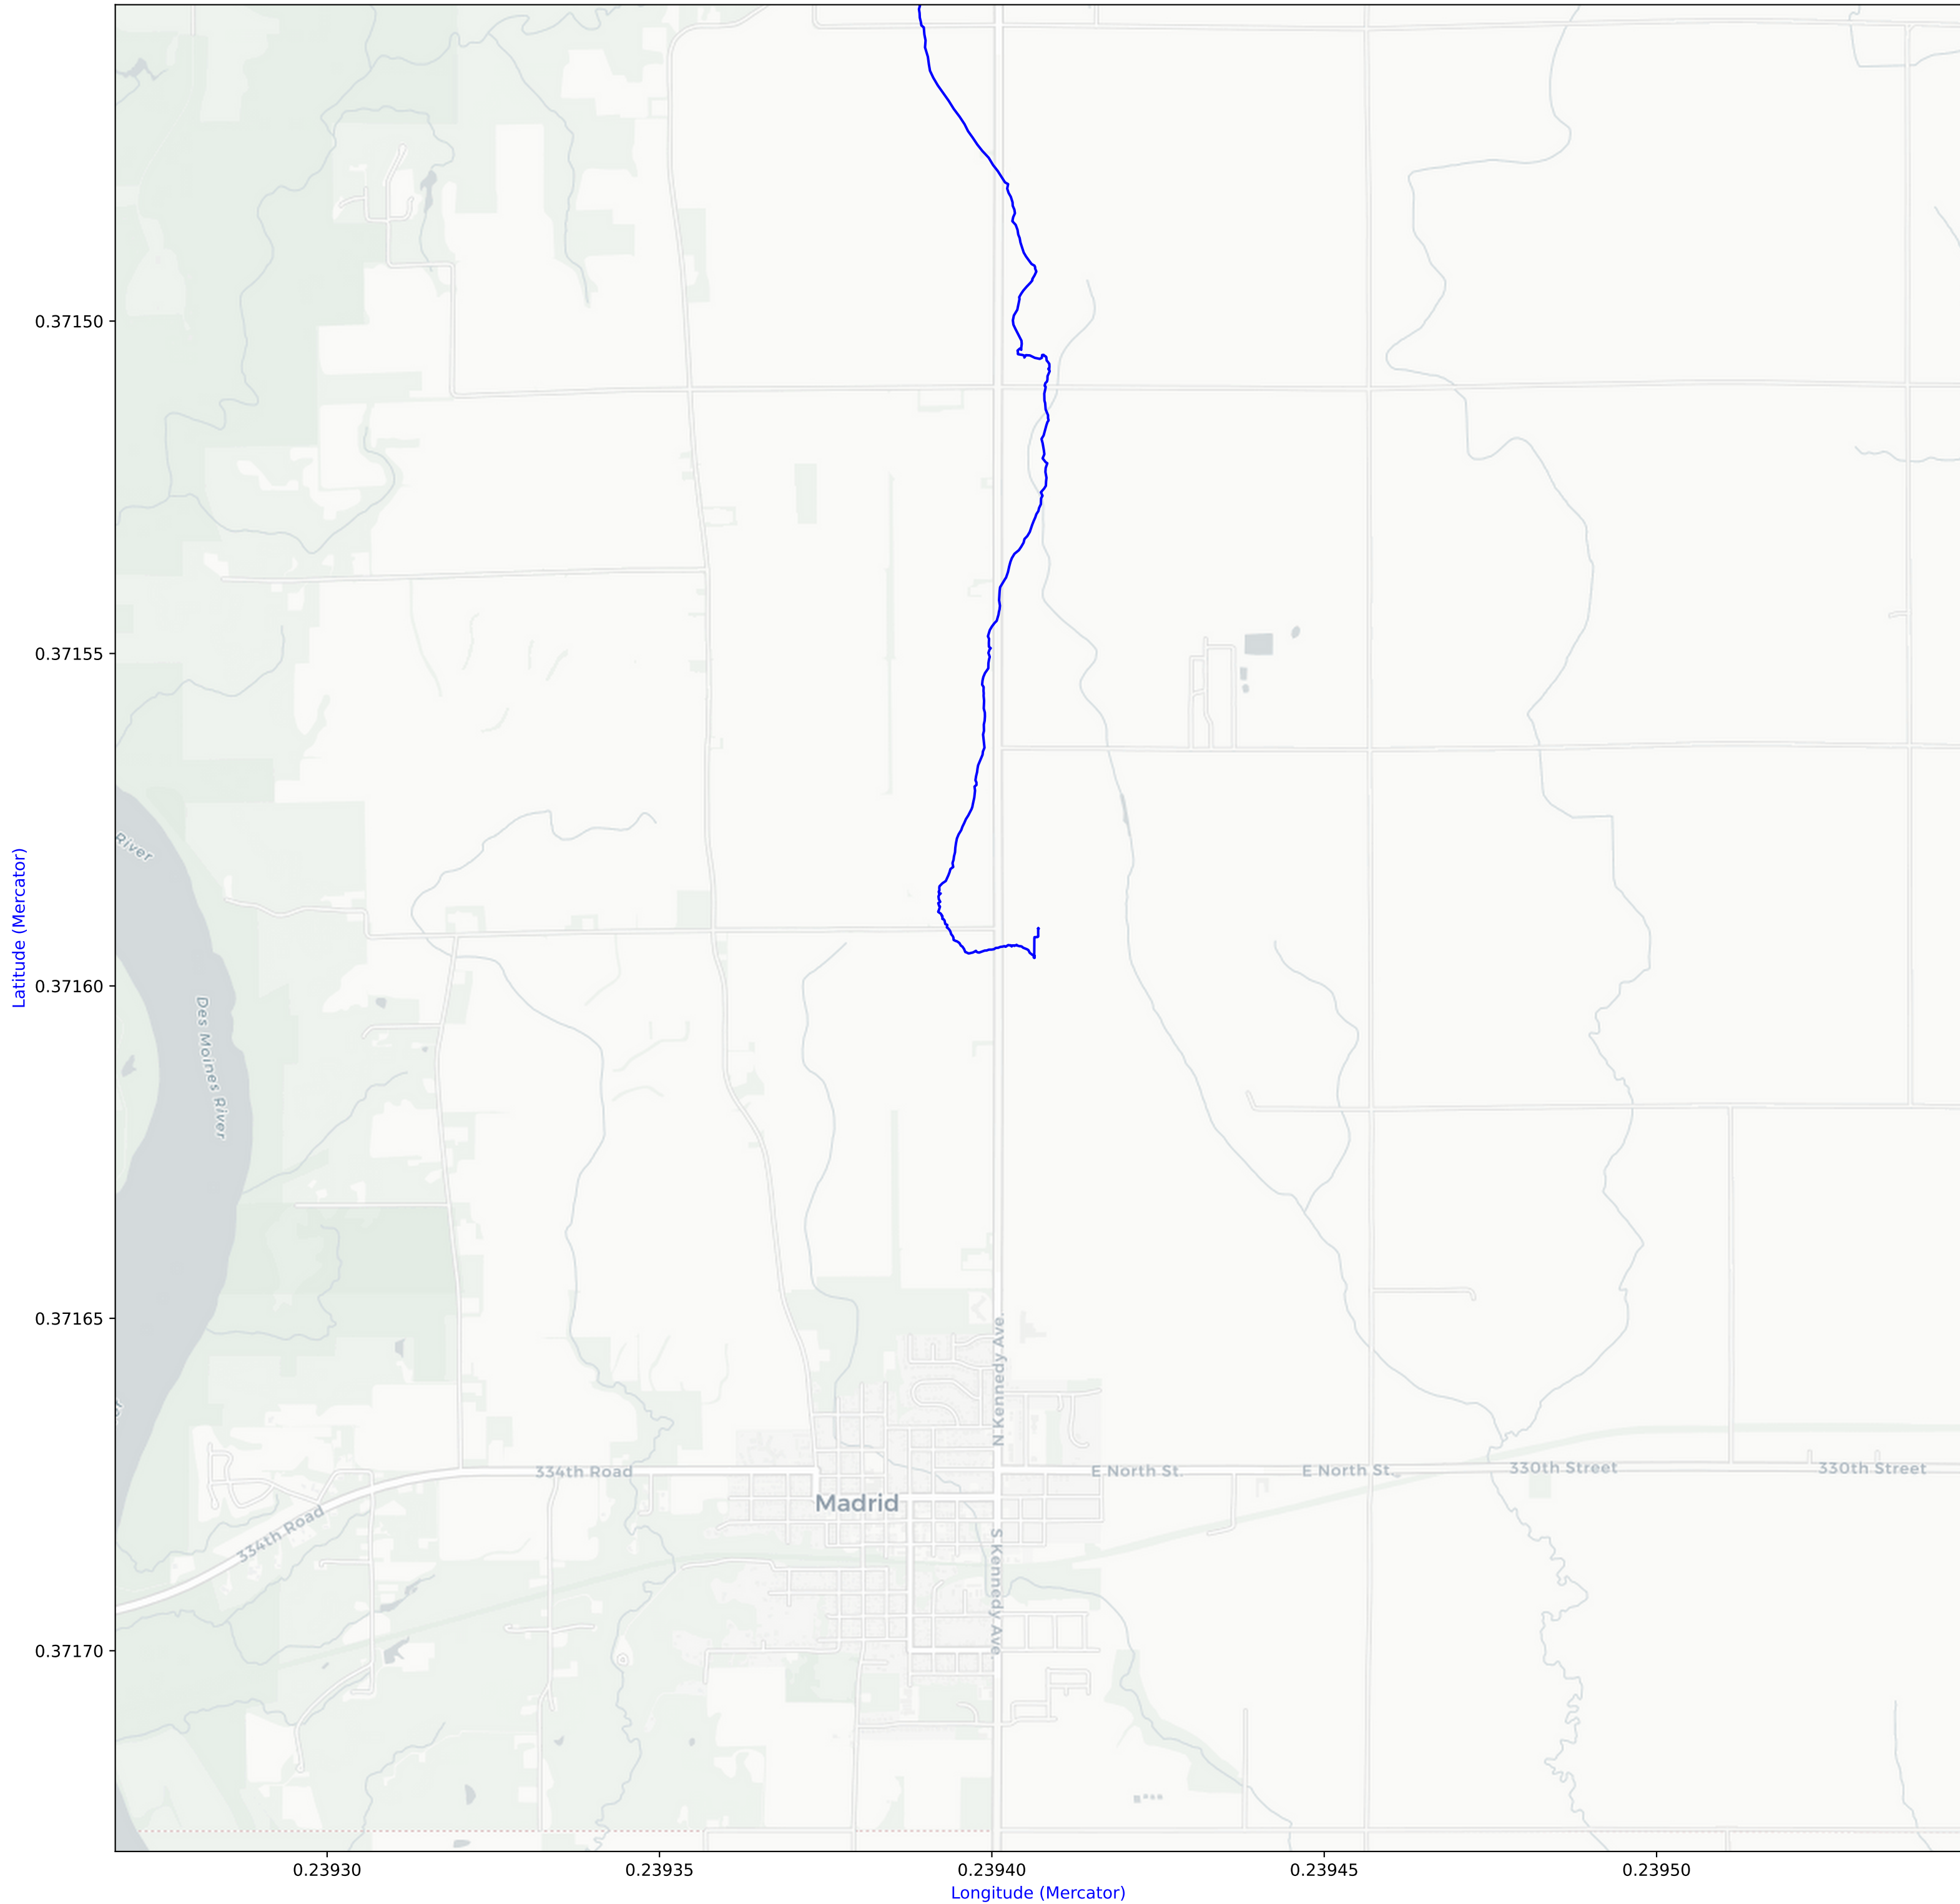 0.37150
0.37155
River
0.37160
Des Moines River
0.37165
N Kennedy Ave.
334th Road
E North St.
E North St.
330th Street
330th Street
Madrid
334th Road
S Kennedy Ave.
0.37170
Latitude (Mercator)
0.23930
0.23935
0.23940
0.23945
0.23950
Longitude (Mercator)